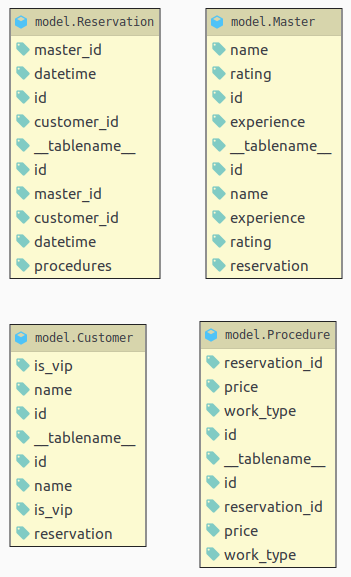 model.Reservation
master_id
datetime
id
customer_id
__tablename__
id
master_id
customer_id
datetime
procedures
model.Master
name
rating
id
experience
__tablename__
id
name
experience
rating
reservation
model.Customer
is_vip
name
id
__tablename__
id
name
is_vip
reservation
model.Procedure
reservation_id
price
work_type
id
__tablename__
id
reservation_id
price
work_type